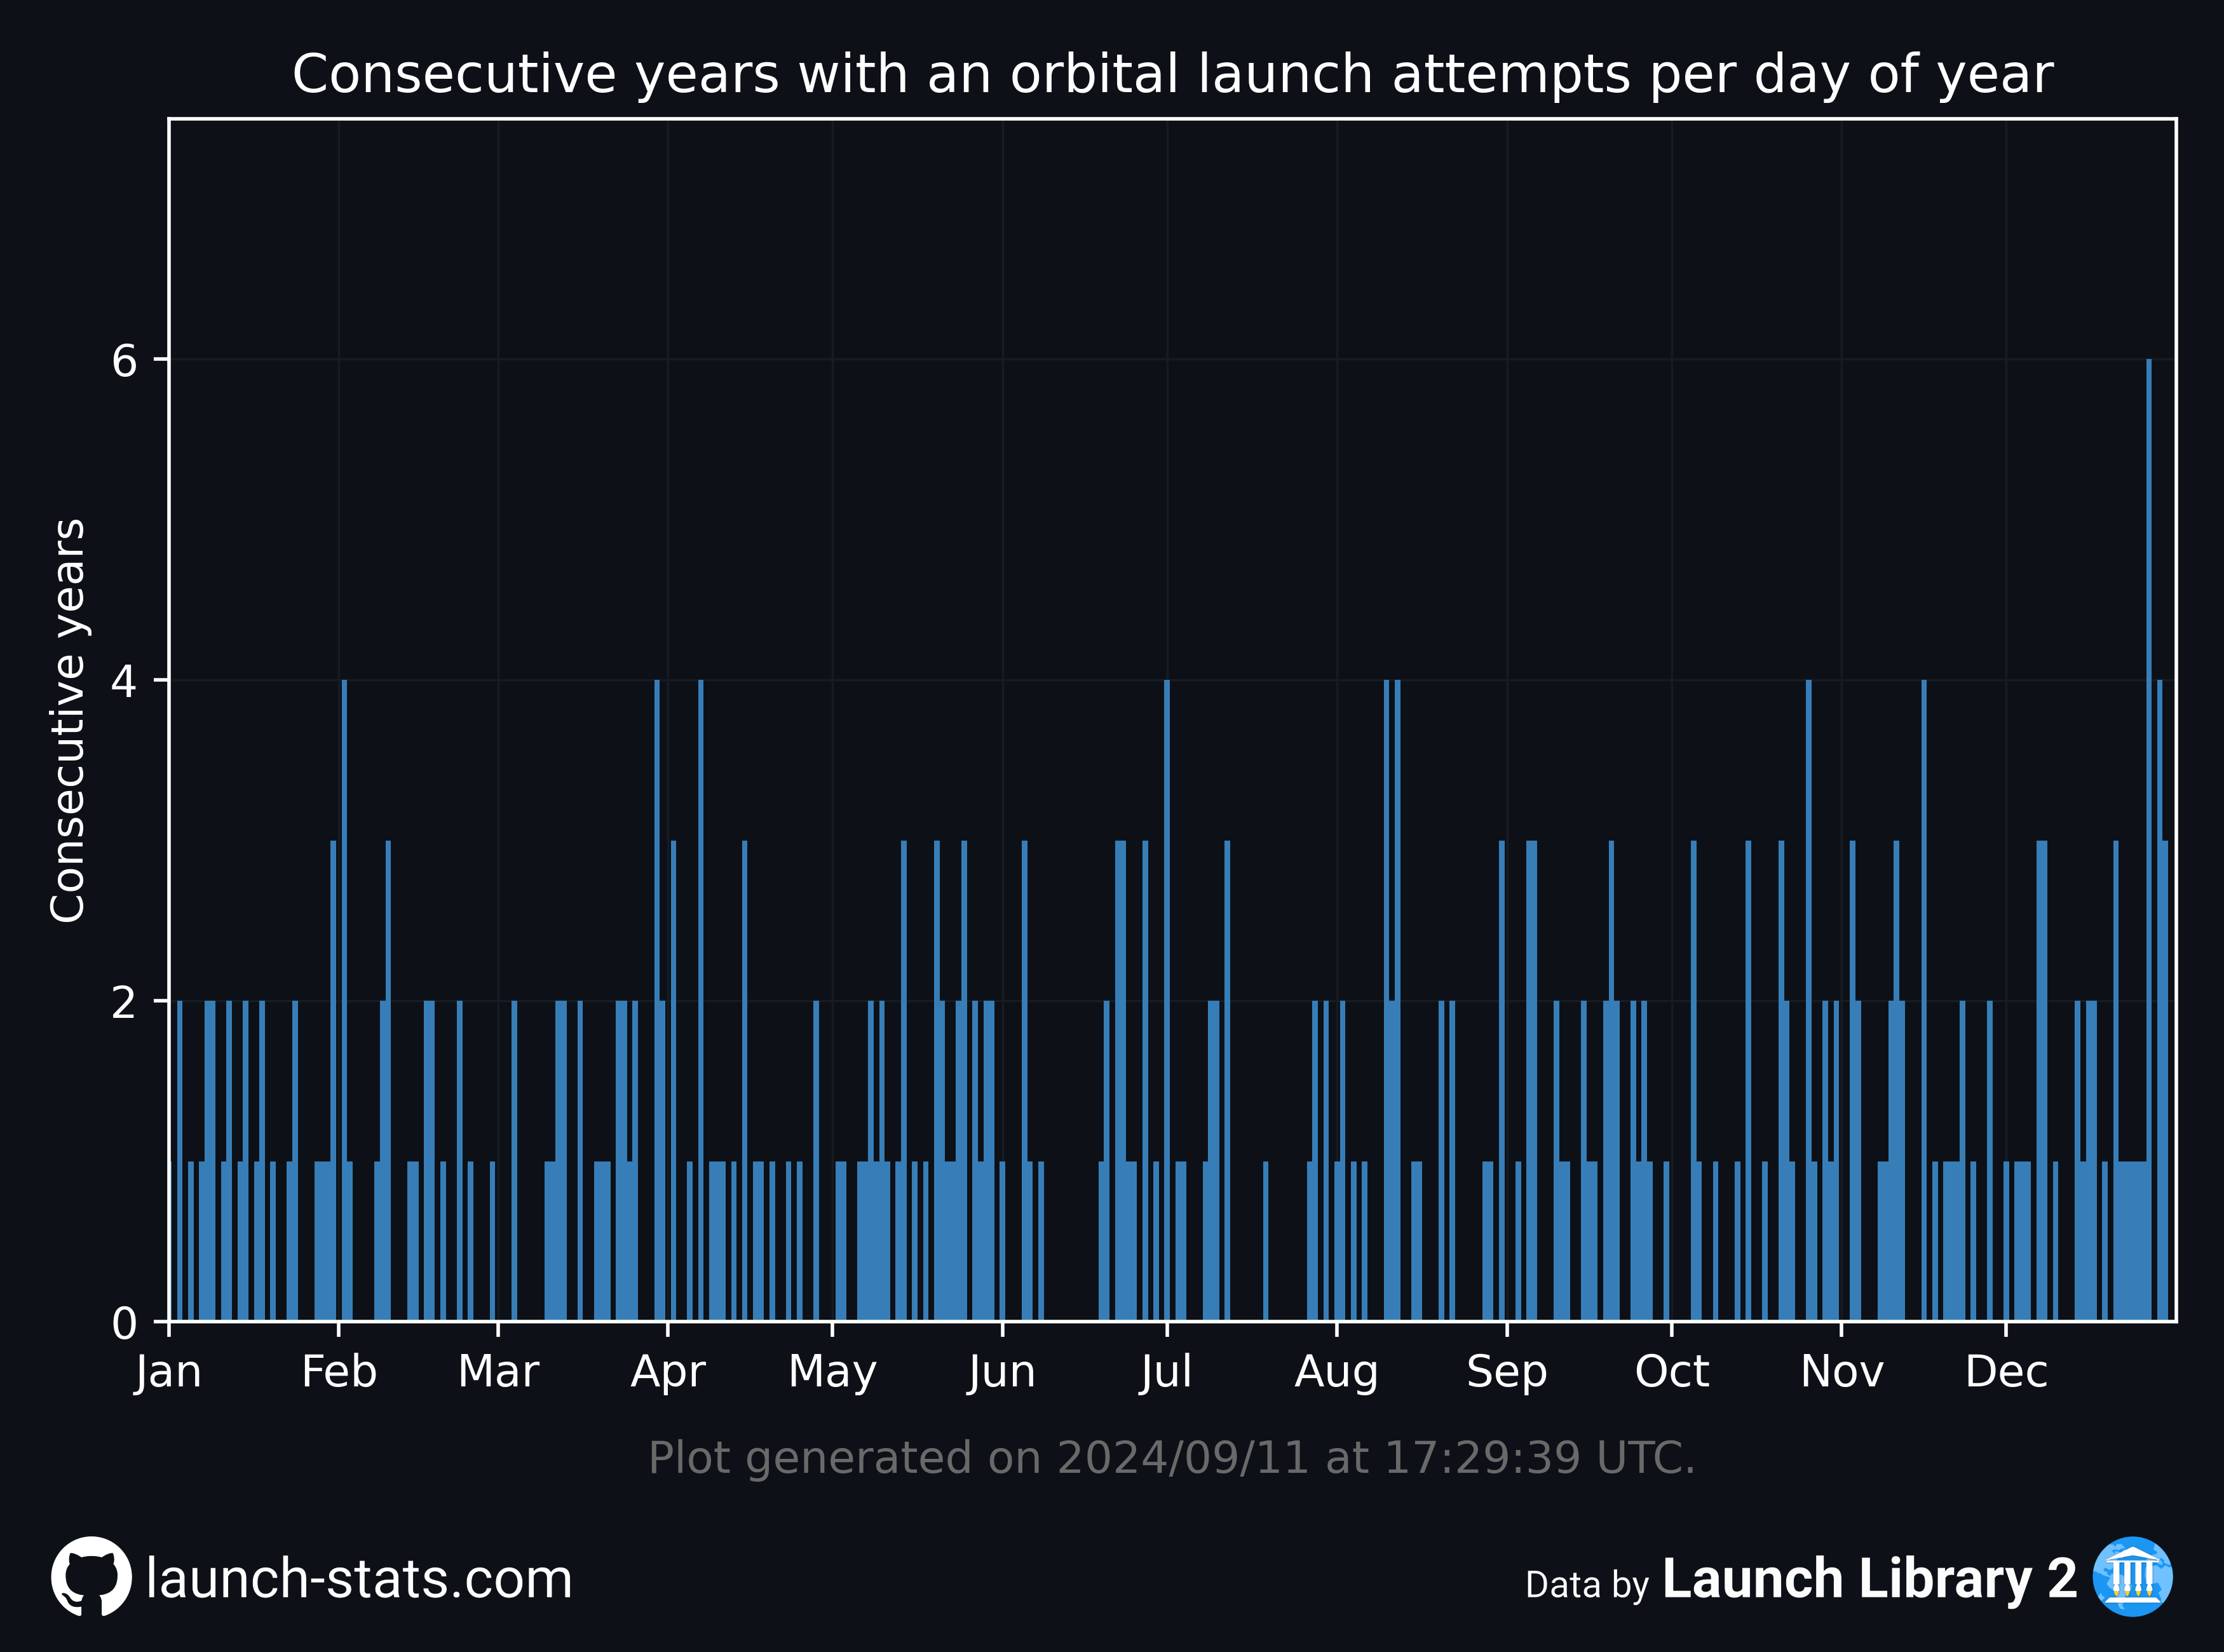 Consecutive years with an orbital launch attempts per day of year
Consecutive years
6
4
2
0
Jan Feb Mar Apr May Jun Jul Aug Sep Oct Nov Dec
Plot generated on 2024/09/11 at 17:29:39 UTC.
launch-stats.com
Data by Launch Library 2